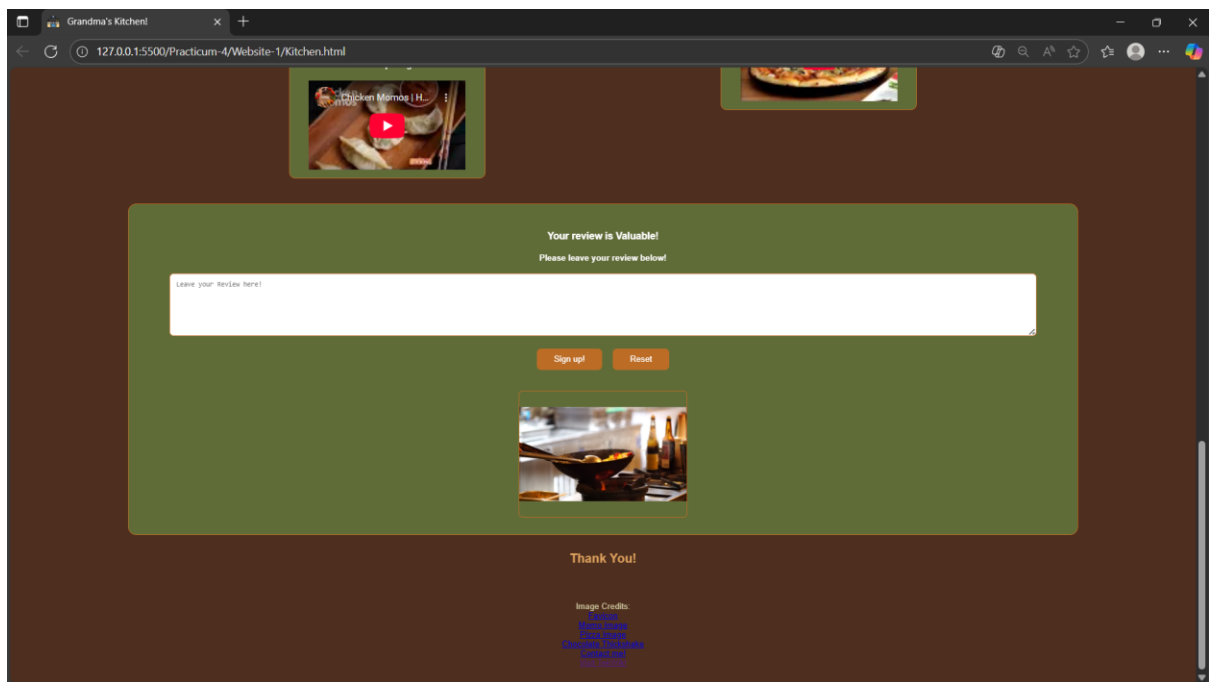 Grandma's Kitchen!
127.0.0.1:5500/Practicum-4/Website-1/Kitchen.html
Chicken Momos | H...
Your review is Valuable!
Please leave your review below!
Leave your Review here!
Sign up!
Reset
Thank You!
Image Credits:
Favicon
Momo Image
Pizza Image
Chocolate Thickshake
Contact me!